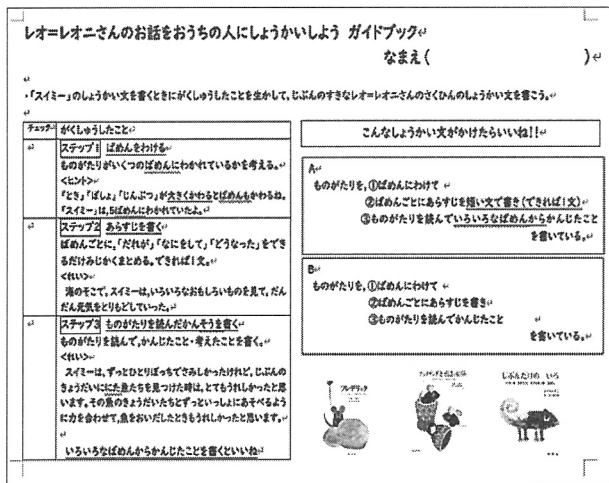 レオ=レオニさんのお話をおうちの人にしょうかいしよう ガイドブック
なまえ( )
・「スイミー」のしょうかい文を書くときにがくしゅうしたことを生かして,じぶんのすきなレオ=レオニさんのさくひんのしょうかい文を書こう。
チェック がくしゅうしたこと
ステップ1 ばめんをわける
ものがたりがいくつのばめんにわかれているかを考える。
<ヒント>
「とき」「ばしょ」「じんぶつ」が大きくかわるとばめんもかわるね。
「スイミー」は,5ばめんにわかれていたよ。
ステップ2 あらすじを書く
ばめんごとに,「だれが」「なにをして」「どうなった」をで
きるだけみじかくまとめる。できれば1文。
<れい>
海のそこで,スイミーは,いろいろなおもしろいものを見て,だん
だん元気をとりもどしていった。
ステップ3 ものがたりを読んだかんそうを書く
ものがたりを読んで,かんじたこと・考えたことを書く。
<れい>
スイミーは,ずっとひとりぼっちでさみしかったけれど,じぶんの
きょうだいににた魚たちを見つけた時は,とてもうれしかったと思
います。その魚のきょうだいたちとずっといっしょにあそべるよう
に力を合わせて,魚をおいだしたときもうれしかったと思います。
いろいろなばめんからかんじたことを書くといいね
こんなしょうかい文がかけたらいいね!!
A
ものがたりを,①ばめんにわけて
②ばめんごとにあらすじを短い文で書き(できれば1文)
③ものがたりを読んでいろいろなばめんからかんじたこと
を書いている。
B
ものがたりを,①ばめんにわけて
②ばめんごとにあらすじを書き
③ものがたりを読んでかんじたこと
を書いている。
フレデリック
じぶんだけの いろ